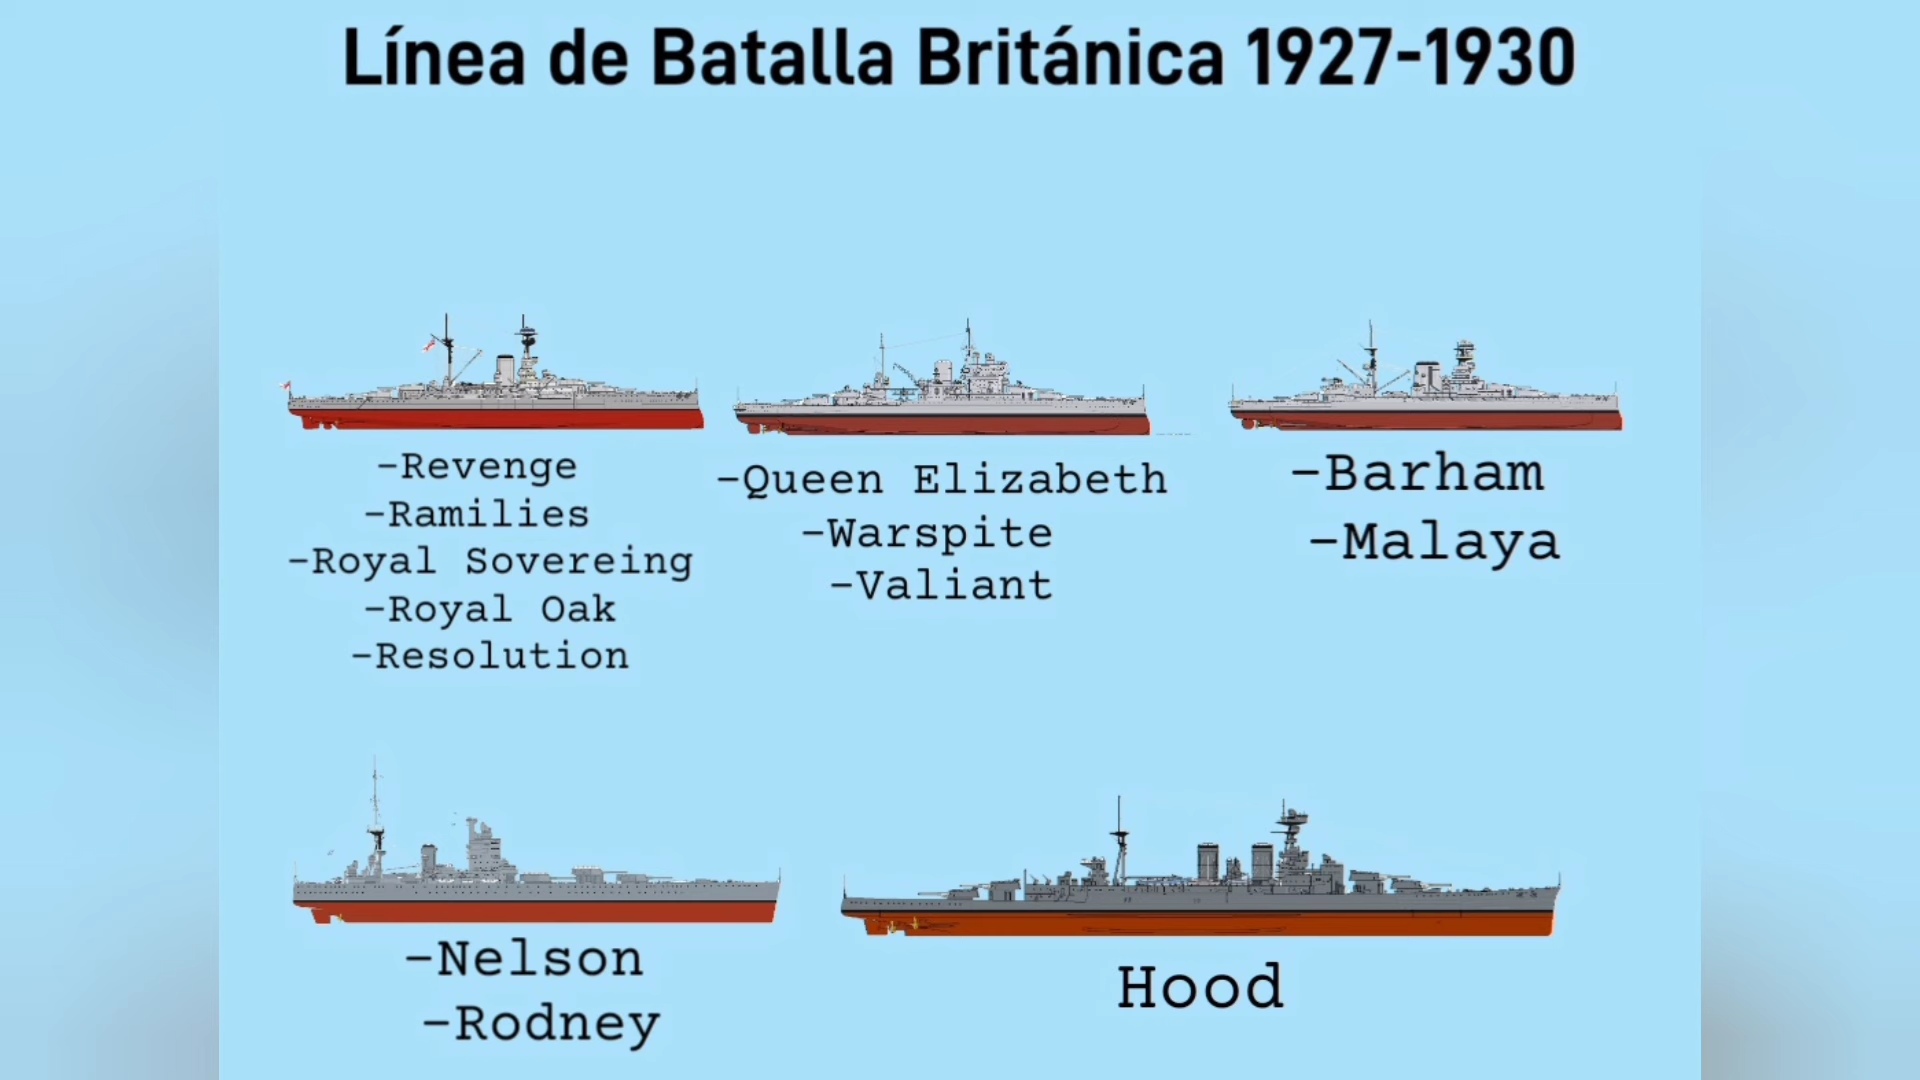 Línea de Batalla Británica 1927-1930
-Revenge
-Ramilies
-Royal Sovereing
-Royal Oak
-Resolution
-Queen Elizabeth
-Warspite
-Valiant
-Barham
-Malaya
-Nelson
-Rodney
Hood